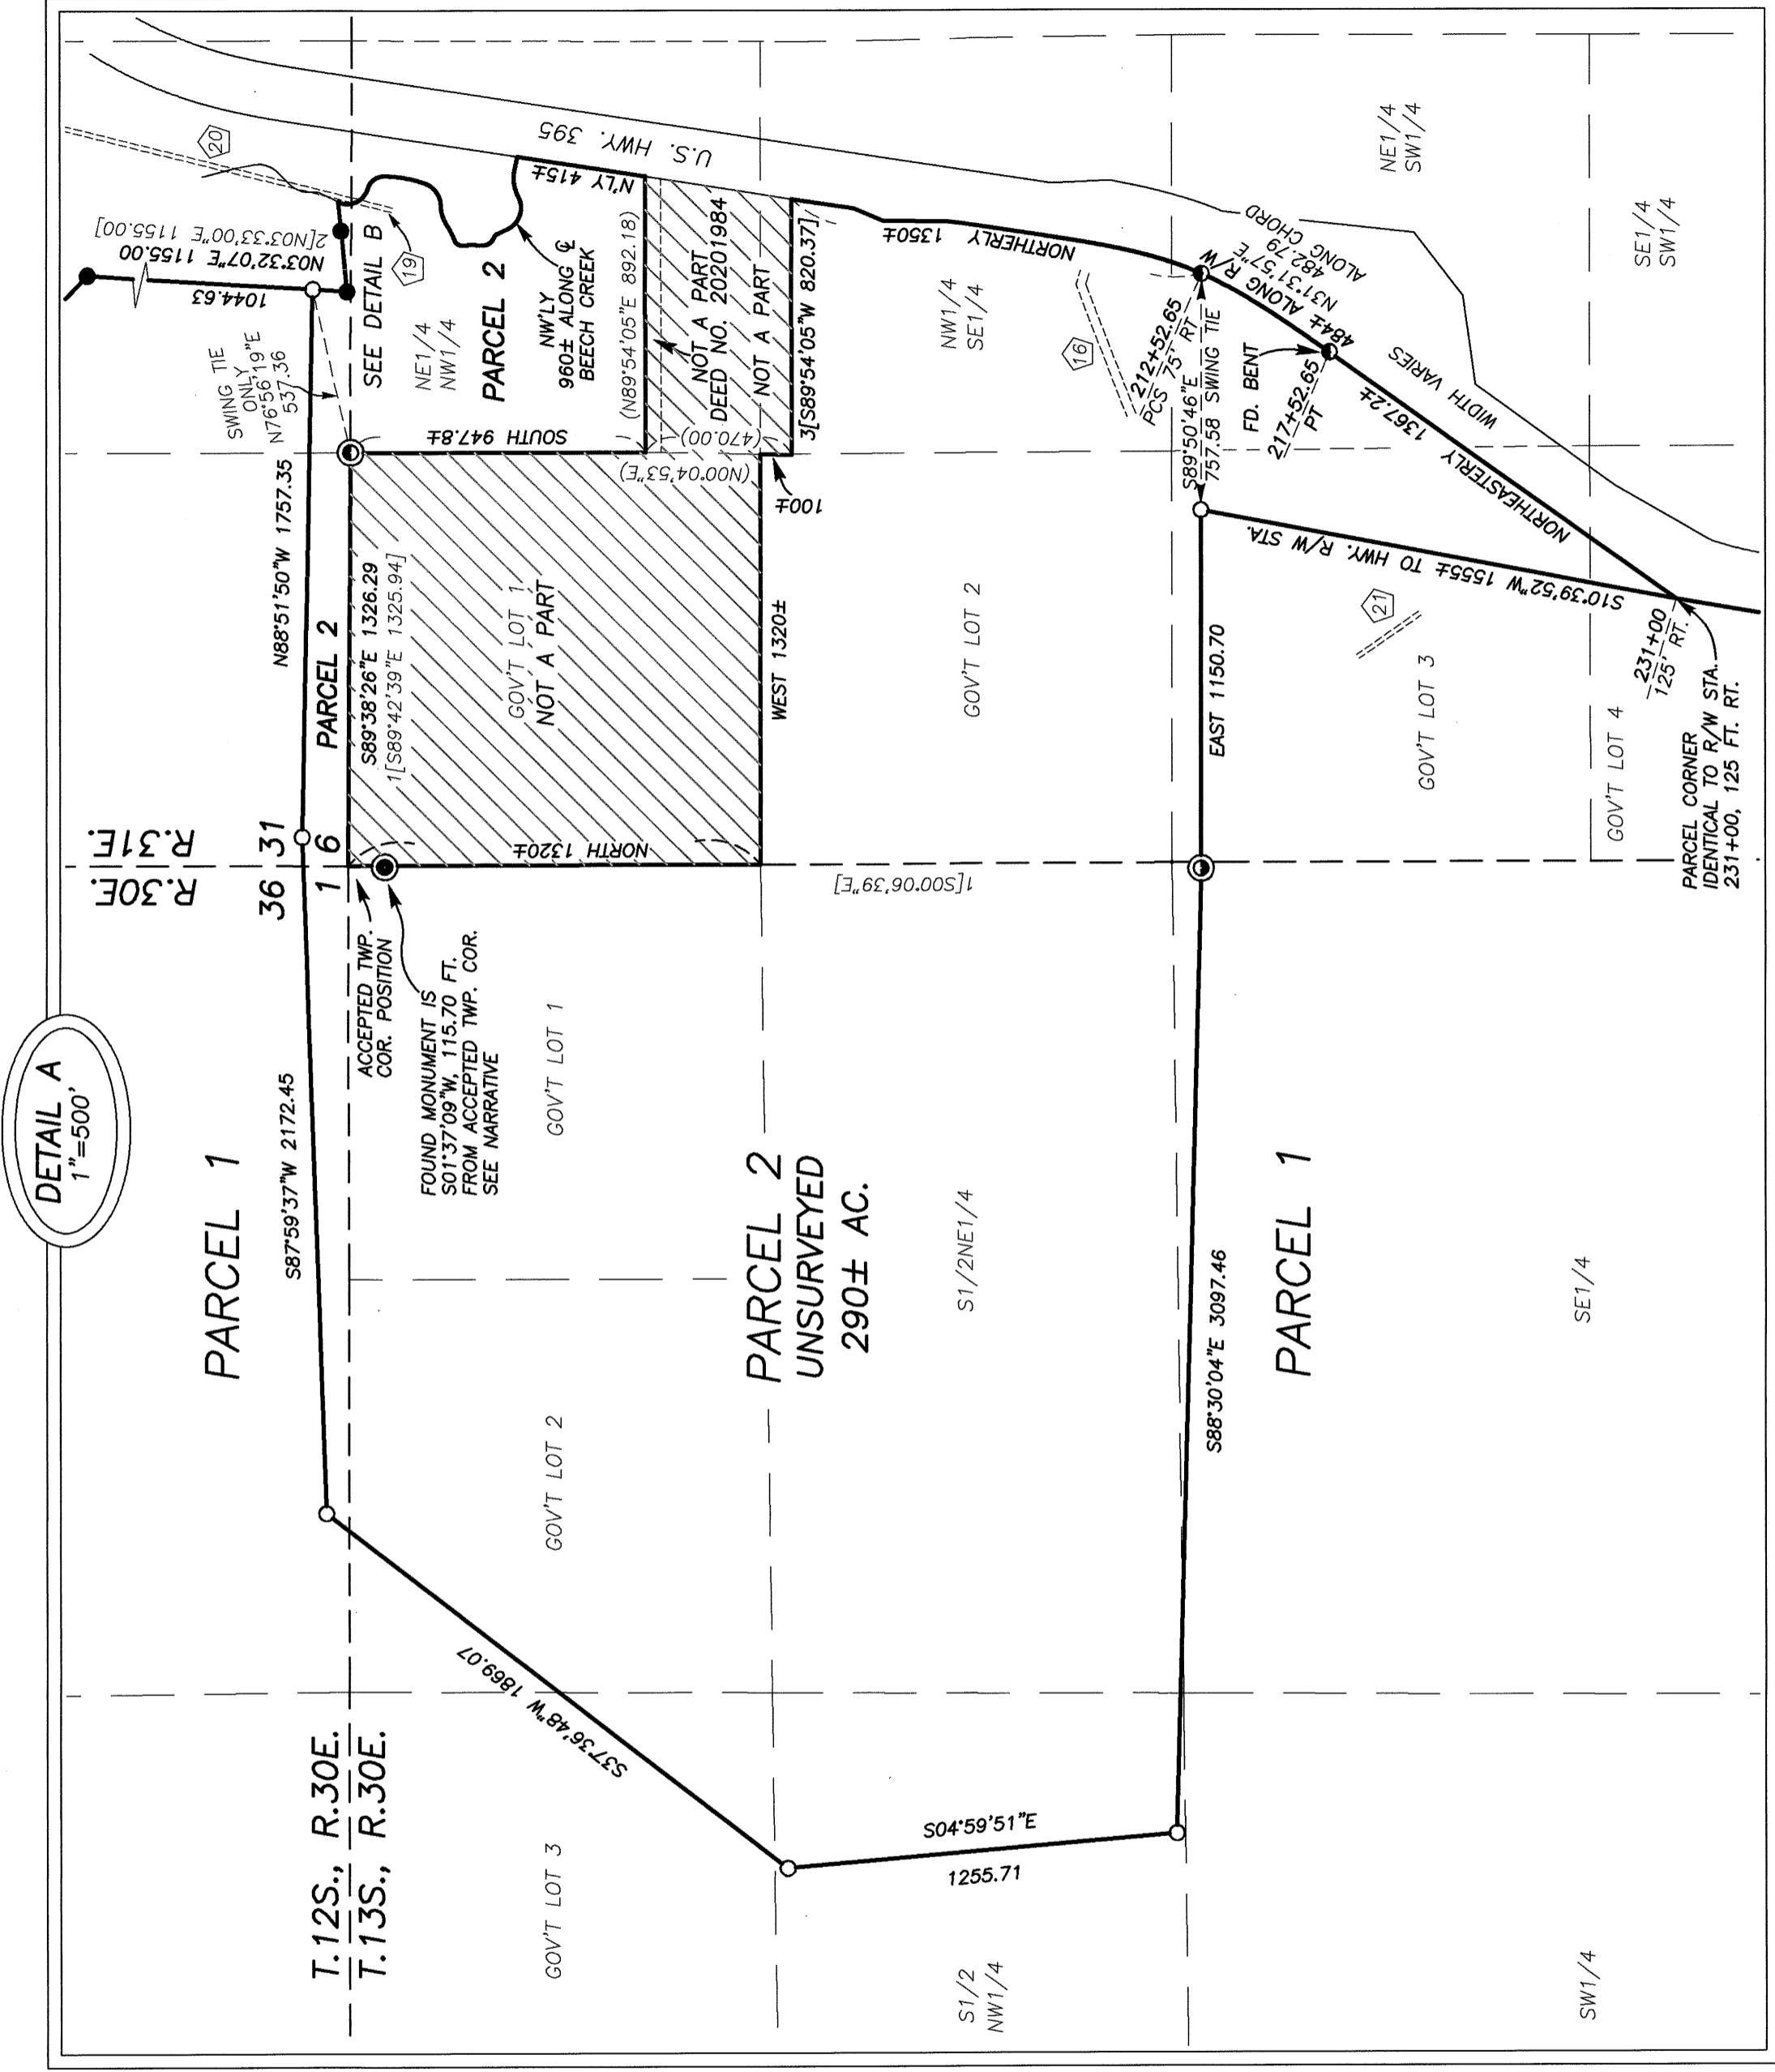 DETAIL A
1"=500'
PARCEL 1
S87°59'37"W 2172.45
36
31
1
6
R.30E.
R.31E.
T.12S., R.30E.
T.13S., R.30E.
N88°51'50"W 1757.35
PARCEL 2
S89°38'26"E 1326.29
1[S89°42'39"E 1325.94]
GOV'T LOT 1
NOT A PART
NORTH 1320±
WEST 1320±
SOUTH 947.8±
(N00°04'53"E)
(470.00)
100±
SWING TIE
ONLY
N76°56'19"E
537.36
1044.63
N03°32'07"E 1155.00
2[N03°33'00"E 1155.00]
20
19
SEE DETAIL B
NE1/4
NW1/4
PARCEL 2
NW'LY
960± ALONG ℄
BEECH CREEK
N'LY 415±
(N89°54'05"E 892.18)
NOT A PART
DEED NO. 20201984
NOT A PART
3[S89°54'05"W 820.37]
U.S. HWY. 395
ACCEPTED TWP.
COR. POSITION
FOUND MONUMENT IS
S01°37'09"W, 115.70 FT.
FROM ACCEPTED TWP. COR.
SEE NARRATIVE
GOV'T LOT 1
GOV'T LOT 2
GOV'T LOT 3
S37°36'48"W 1869.07
PARCEL 2
UNSURVEYED
290± AC.
1[S00°06'39"E]
GOV'T LOT 2
NW1/4
SE1/4
NORTHERLY 1350±
16
S1/2NE1/4
S1/2
NW1/4
S04°59'51"E
1255.71
S88°30'04"E 3097.46
EAST 1150.70
S89°50'46"E
757.58 SWING TIE
212+52.65
PCS 75' RT
484± ALONG R/W
N31°31'57"E
482.79
ALONG CHORD
FD. BENT
217+52.65
PT
NORTHEASTERLY 1367.2±
WIDTH VARIES
S10°39'52"W 1555± TO HWY. R/W STA.
21
GOV'T LOT 3
GOV'T LOT 4
231+00
125' RT.
PARCEL CORNER
IDENTICAL TO R/W STA.
231+00, 125 FT. RT.
NE1/4
SW1/4
SE1/4
SW1/4
PARCEL 1
SE1/4
SW1/4